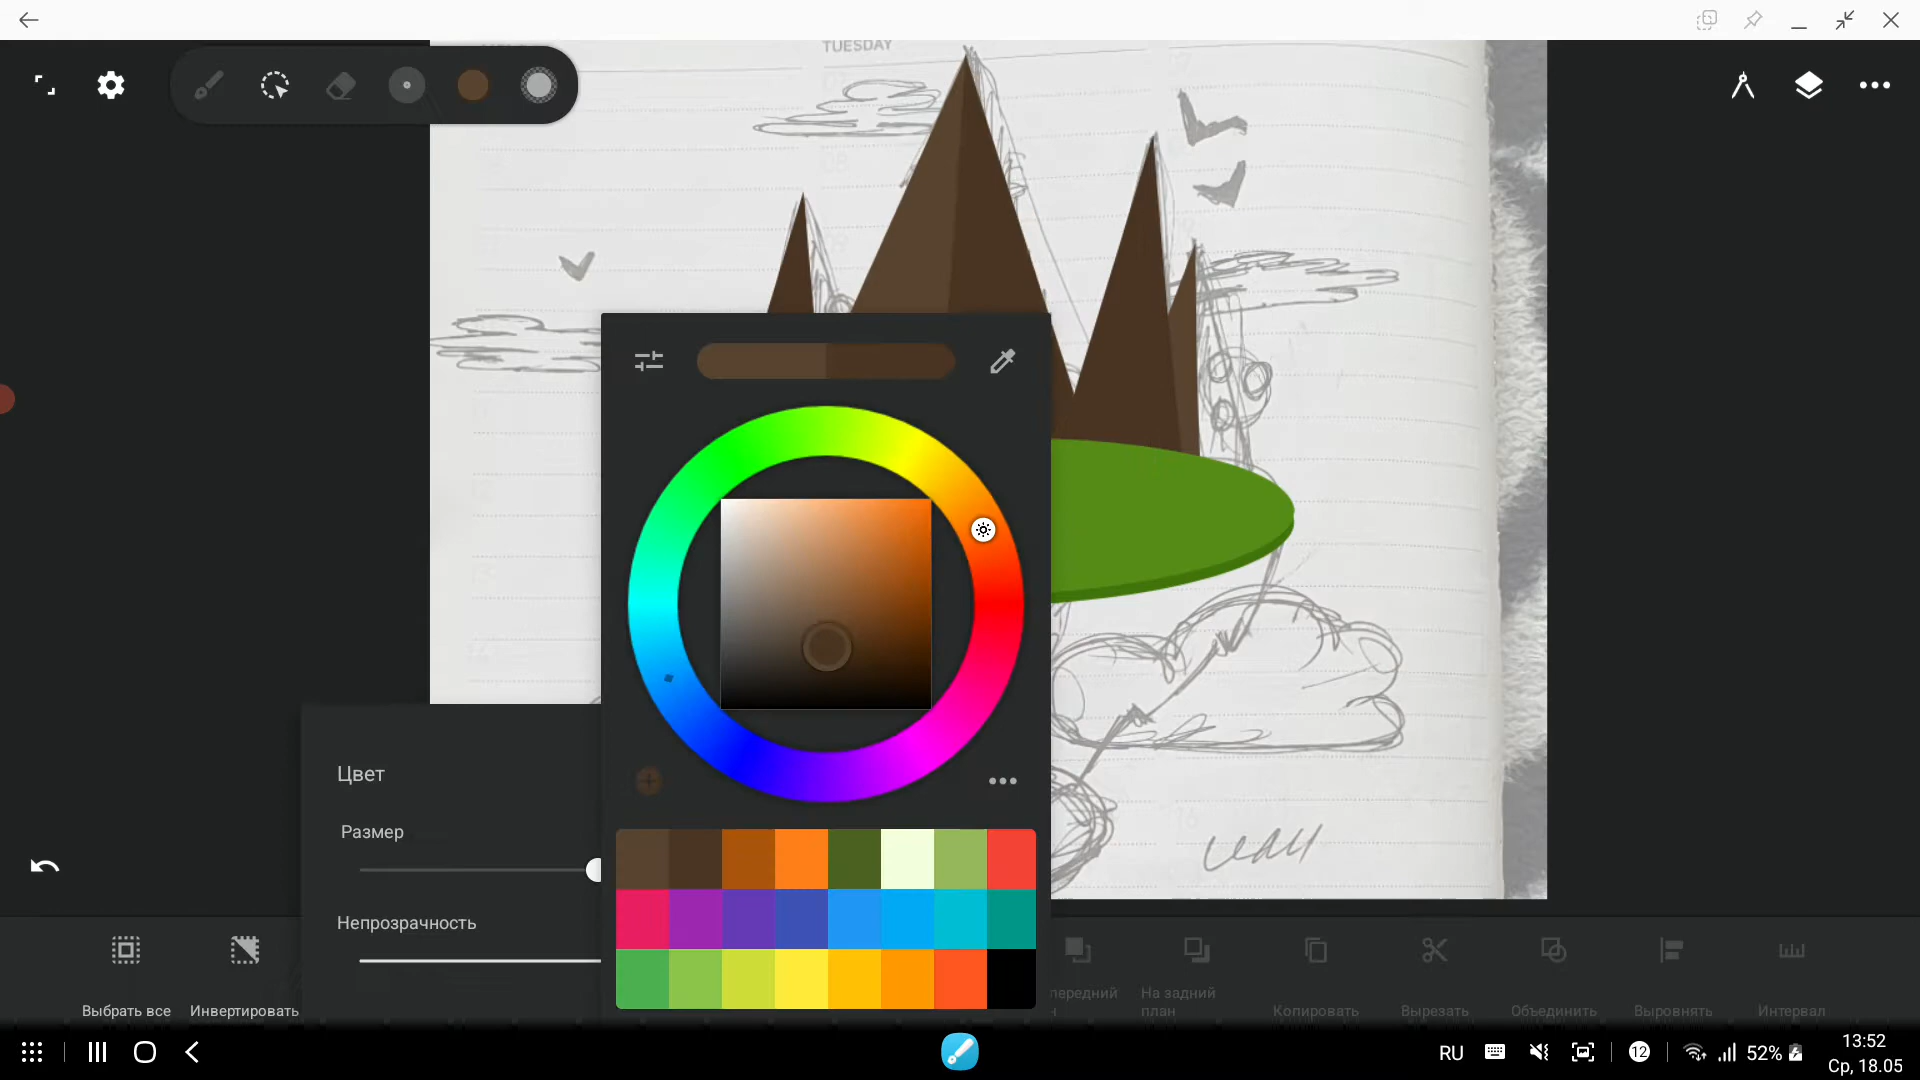 TUESDAY
Цвет
Размер
Непрозрачность
Выбрать все
Инвертировать
На задний
план
Копировать
Вырезать
Объединить
Выровнять
Интервал
RU
12
52%
13:52
Ср, 18.05